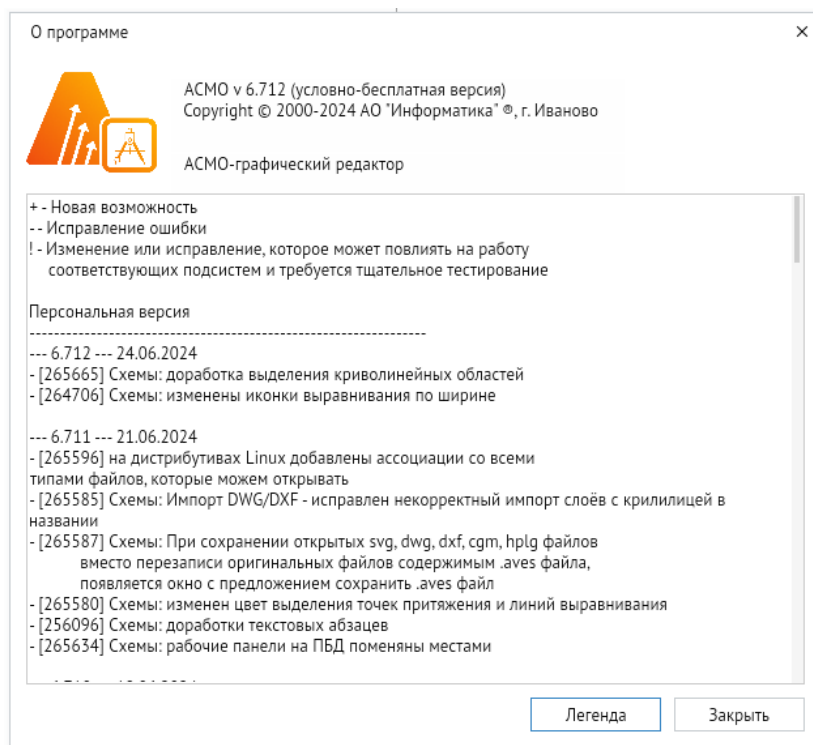 О программе
АСМО v 6.712 (условно-бесплатная версия)
Copyright © 2000-2024 АО "Информатика" ®, г. Иваново
АСМО-графический редактор
+ - Новая возможность
- - Исправление ошибки
! - Изменение или исправление, которое может повлиять на работу
соответствующих подсистем и требуется тщательное тестирование
Персональная версия
-----------------------------------------------------------------
--- 6.712 --- 24.06.2024
- [265665] Схемы: доработка выделения криволинейных областей
- [264706] Схемы: изменены иконки выравнивания по ширине
--- 6.711 --- 21.06.2024
- [265596] на дистрибутивах Linux добавлены ассоциации со всеми
типами файлов, которые можем открывать
- [265585] Схемы: Импорт DWG/DXF - исправлен некорректный импорт слоёв с крилилицей в
названии
- [265587] Схемы: При сохранении открытых svg, dwg, dxf, cgm, hplg файлов
вместо перезаписи оригинальных файлов содержимым .aves файла,
появляется окно с предложением сохранить .aves файл
- [265580] Схемы: изменен цвет выделения точек притяжения и линий выравнивания
- [256096] Схемы: доработки текстовых абзацев
- [265634] Схемы: рабочие панели на ПБД поменяны местами
Легенда
Закрыть